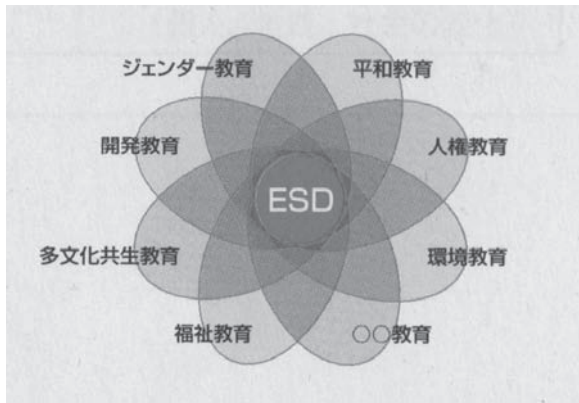 ジェンダー教育
平和教育
開発教育
人権教育
ESD
多文化共生教育
環境教育
福祉教育
○○教育